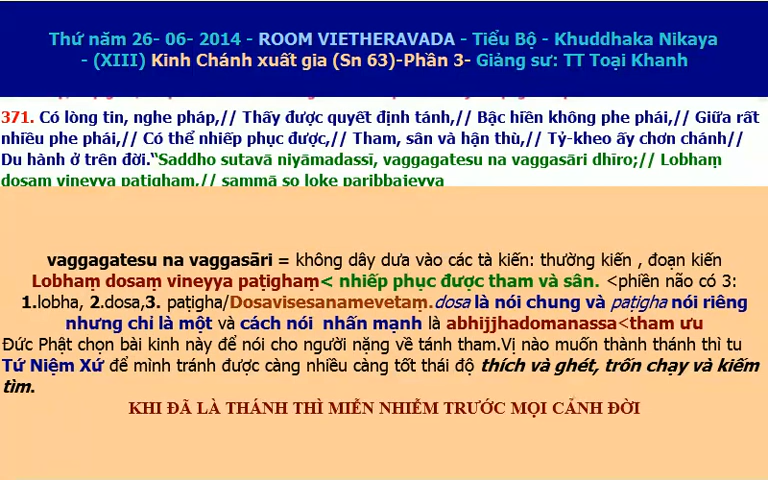 Thứ năm 26- 06- 2014 - ROOM VIETHERAVADA - Tiểu Bộ - Khuddhaka Nikaya
- (XIII) Kinh Chánh xuất gia (Sn 63)-Phần 3- Giảng sư: TT Toại Khanh
371. Có lòng tin, nghe pháp,// Thấy được quyết định tánh,// Bậc hiền không phe phái,// Giữa rất
nhiều phe phái,// Có thể nhiếp phục được,// Tham, sân và hận thù,// Tỷ-kheo ấy chơn chánh//
Du hành ở trên đời.“Saddho sutavā niyāmadassī, vaggagatesu na vaggasāri dhīro;// Lobhaṃ
dosaṃ vineyya paṭighaṃ,// sammā so loke paribbajeyya
vaggagatesu na vaggasāri = không dây dưa vào các tà kiến: thường kiến , đoạn kiến
Lobhaṃ dosaṃ vineyya paṭighaṃ< nhiếp phục được tham và sân. <phiền não có 3:
1.lobha, 2.dosa,3. paṭigha/Dosavisesanamevetaṃ.dosa là nói chung và paṭigha nói riêng
nhưng chỉ là một và cách nói nhấn mạnh là abhijjhadomanassa<tham ưu
Đức Phật chọn bài kinh này để nói cho người nặng về tánh tham.Vị nào muốn thành thánh thì tu
Tứ Niệm Xứ để mình tránh được càng nhiều càng tốt thái độ thích và ghét, trốn chạy và kiếm
tìm.
KHI ĐÃ LÀ THÁNH THÌ MIỄN NHIỄM TRƯỚC MỌI CẢNH ĐỜI